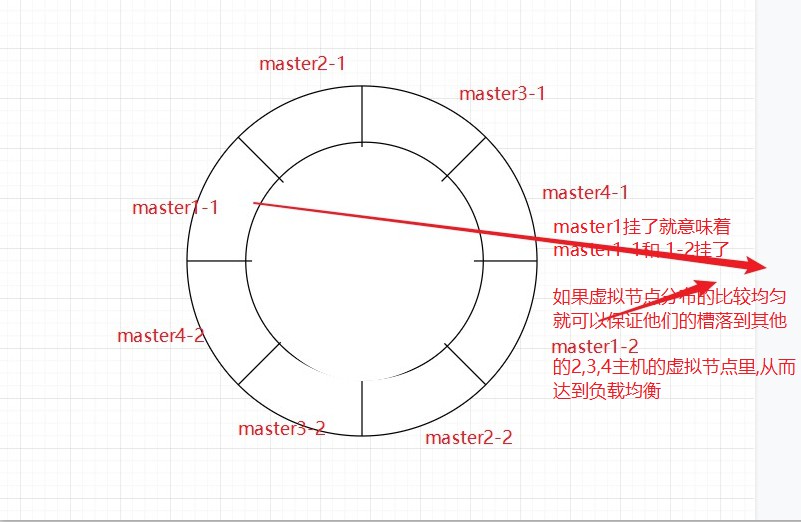 master2-1
master3-1
master4-1
master1-1
master1挂了就意味着
master1-1和 1-2挂了
如果虚拟节点分布的比较均匀
就可以保证他们的槽落到其他
master1-2
的2,3,4主机的虚拟节点里,从而
达到负载均衡
master4-2
master3-2
master2-2